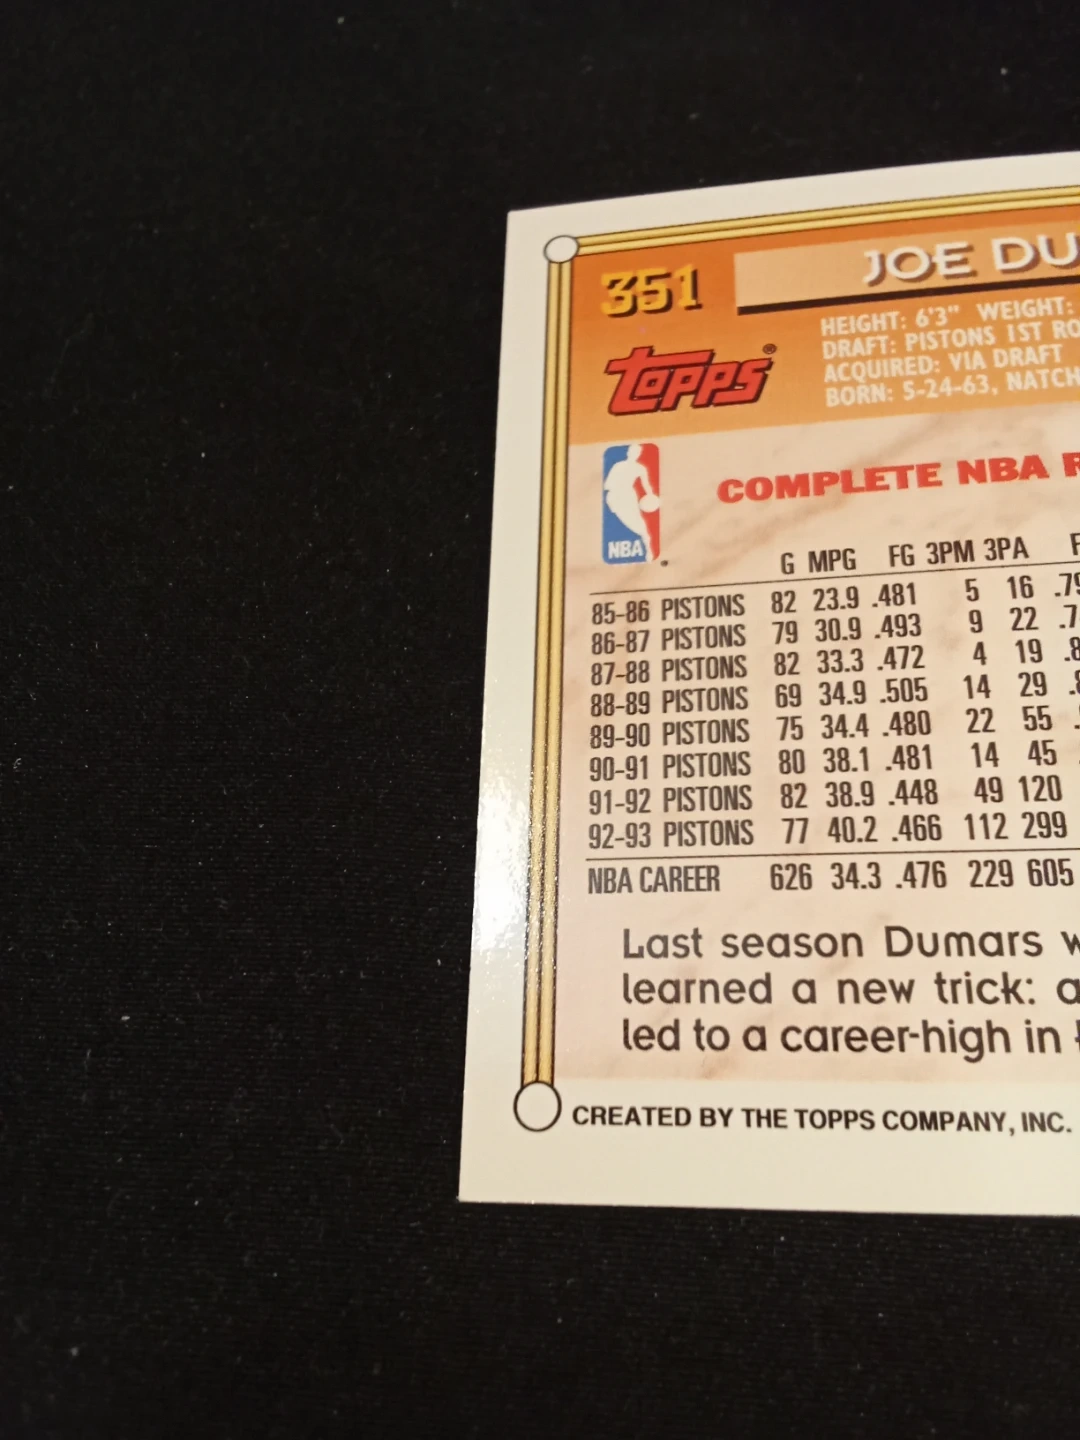 351
JOE DU
topps®
HEIGHT: 6'3" WEIGHT:
DRAFT: PISTONS 1ST RO
ACQUIRED: VIA DRAFT
BORN: 5-24-63, NATCH
NBA
COMPLETE NBA R
G MPG FG 3PM 3PA F
85-86 PISTONS 82 23.9 .481 5 16 .79
86-87 PISTONS 79 30.9 .493 9 22 .7
87-88 PISTONS 82 33.3 .472 4 19 .8
88-89 PISTONS 69 34.9 .505 14 29 .8
89-90 PISTONS 75 34.4 .480 22 55 .
90-91 PISTONS 80 38.1 .481 14 45 .
91-92 PISTONS 82 38.9 .448 49 120
92-93 PISTONS 77 40.2 .466 112 299
NBA CAREER 626 34.3 .476 229 605
Last season Dumars w
learned a new trick: a
led to a career-high in
CREATED BY THE TOPPS COMPANY, INC.